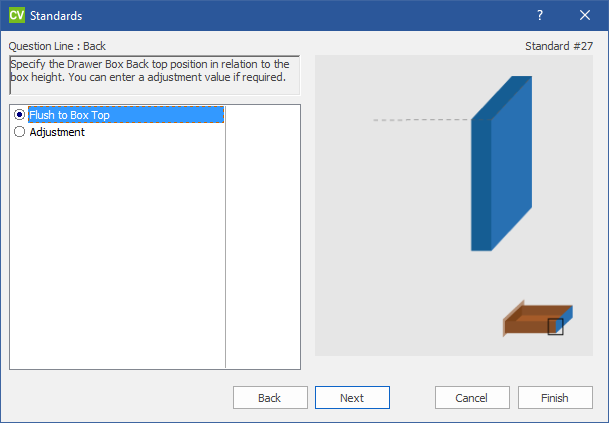 CV Standards ?
Question Line : Back
Standard #27
Specify the Drawer Box Back top position in relation to the
box height. You can enter a adjustment value if required.
Flush to Box Top
Adjustment
Back Next Cancel Finish